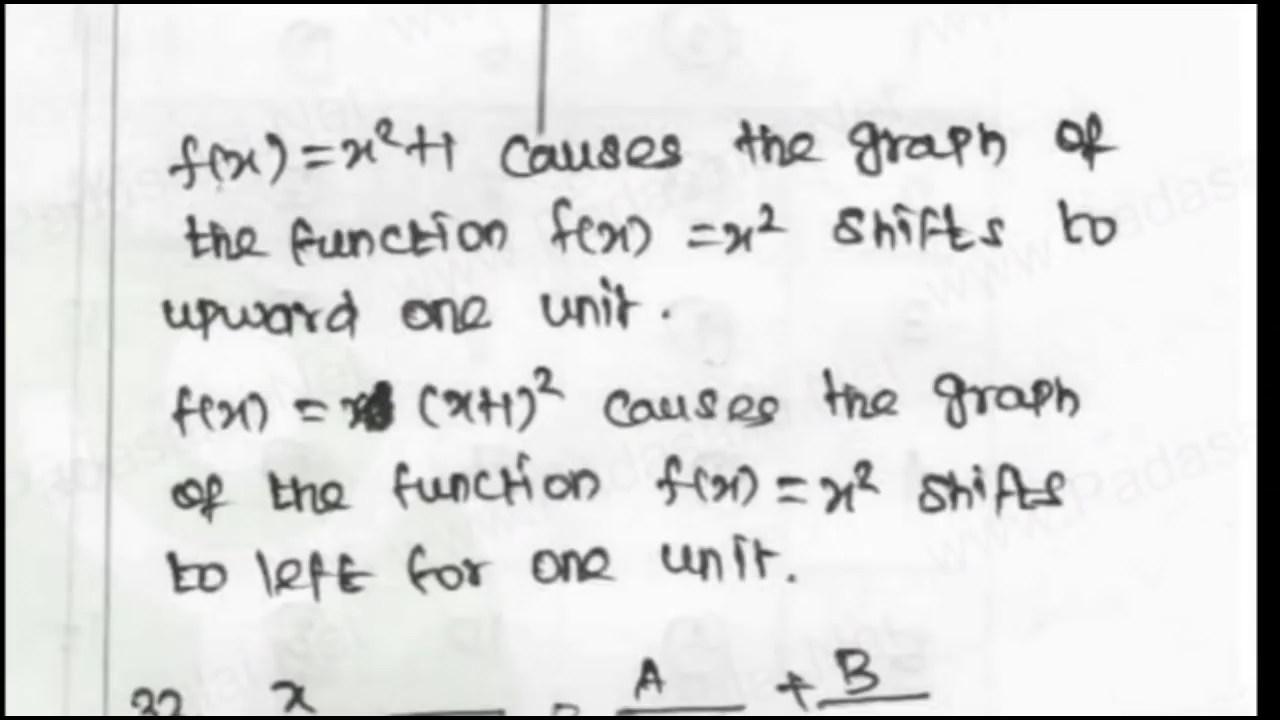 f(x) = x²+1 causes the graph of
the function f(x) = x² shifts to
upward one unit.
f(x) = (x+1)² causes the graph
of the function f(x) = x² shifts
to left for one unit.
32 x = A + B